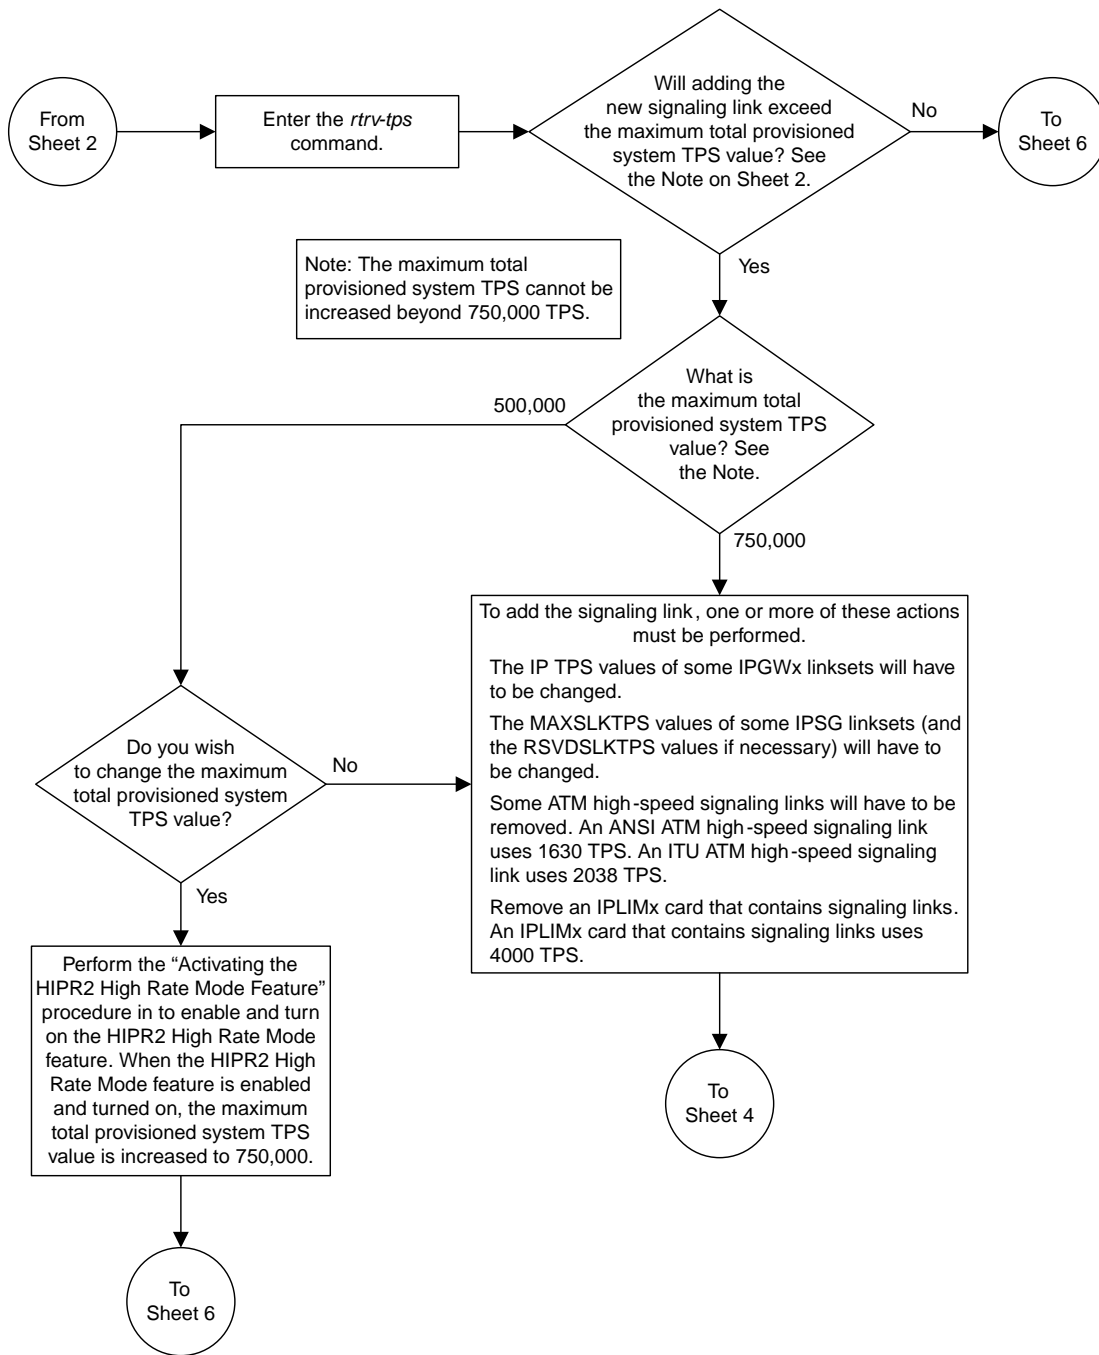 From
Sheet 2
Enter the rtrv-tps
command.
Will adding the
new signaling link exceed
the maximum total provisioned
system TPS value? See
the Note on Sheet 2.
No
To
Sheet 6
Yes
Note: The maximum total
provisioned system TPS cannot be
increased beyond 750,000 TPS.
What is
the maximum total
provisioned system TPS
value? See
the Note.
500,000
750,000
To add the signaling link, one or more of these actions
must be performed.
The IP TPS values of some IPGWx linksets will have
to be changed.
The MAXSLKTPS values of some IPSG linksets (and
the RSVDSLKTPS values if necessary) will have to
be changed.
Some ATM high-speed signaling links will have to be
removed. An ANSI ATM high-speed signaling link
uses 1630 TPS. An ITU ATM high-speed signaling
link uses 2038 TPS.
Remove an IPLIMx card that contains signaling links.
An IPLIMx card that contains signaling links uses
4000 TPS.
Do you wish
to change the maximum
total provisioned system
TPS value?
No
Yes
Perform the “Activating the
HIPR2 High Rate Mode Feature”
procedure in to enable and turn
on the HIPR2 High Rate Mode
feature. When the HIPR2 High
Rate Mode feature is enabled
and turned on, the maximum
total provisioned system TPS
value is increased to 750,000.
To
Sheet 4
To
Sheet 6